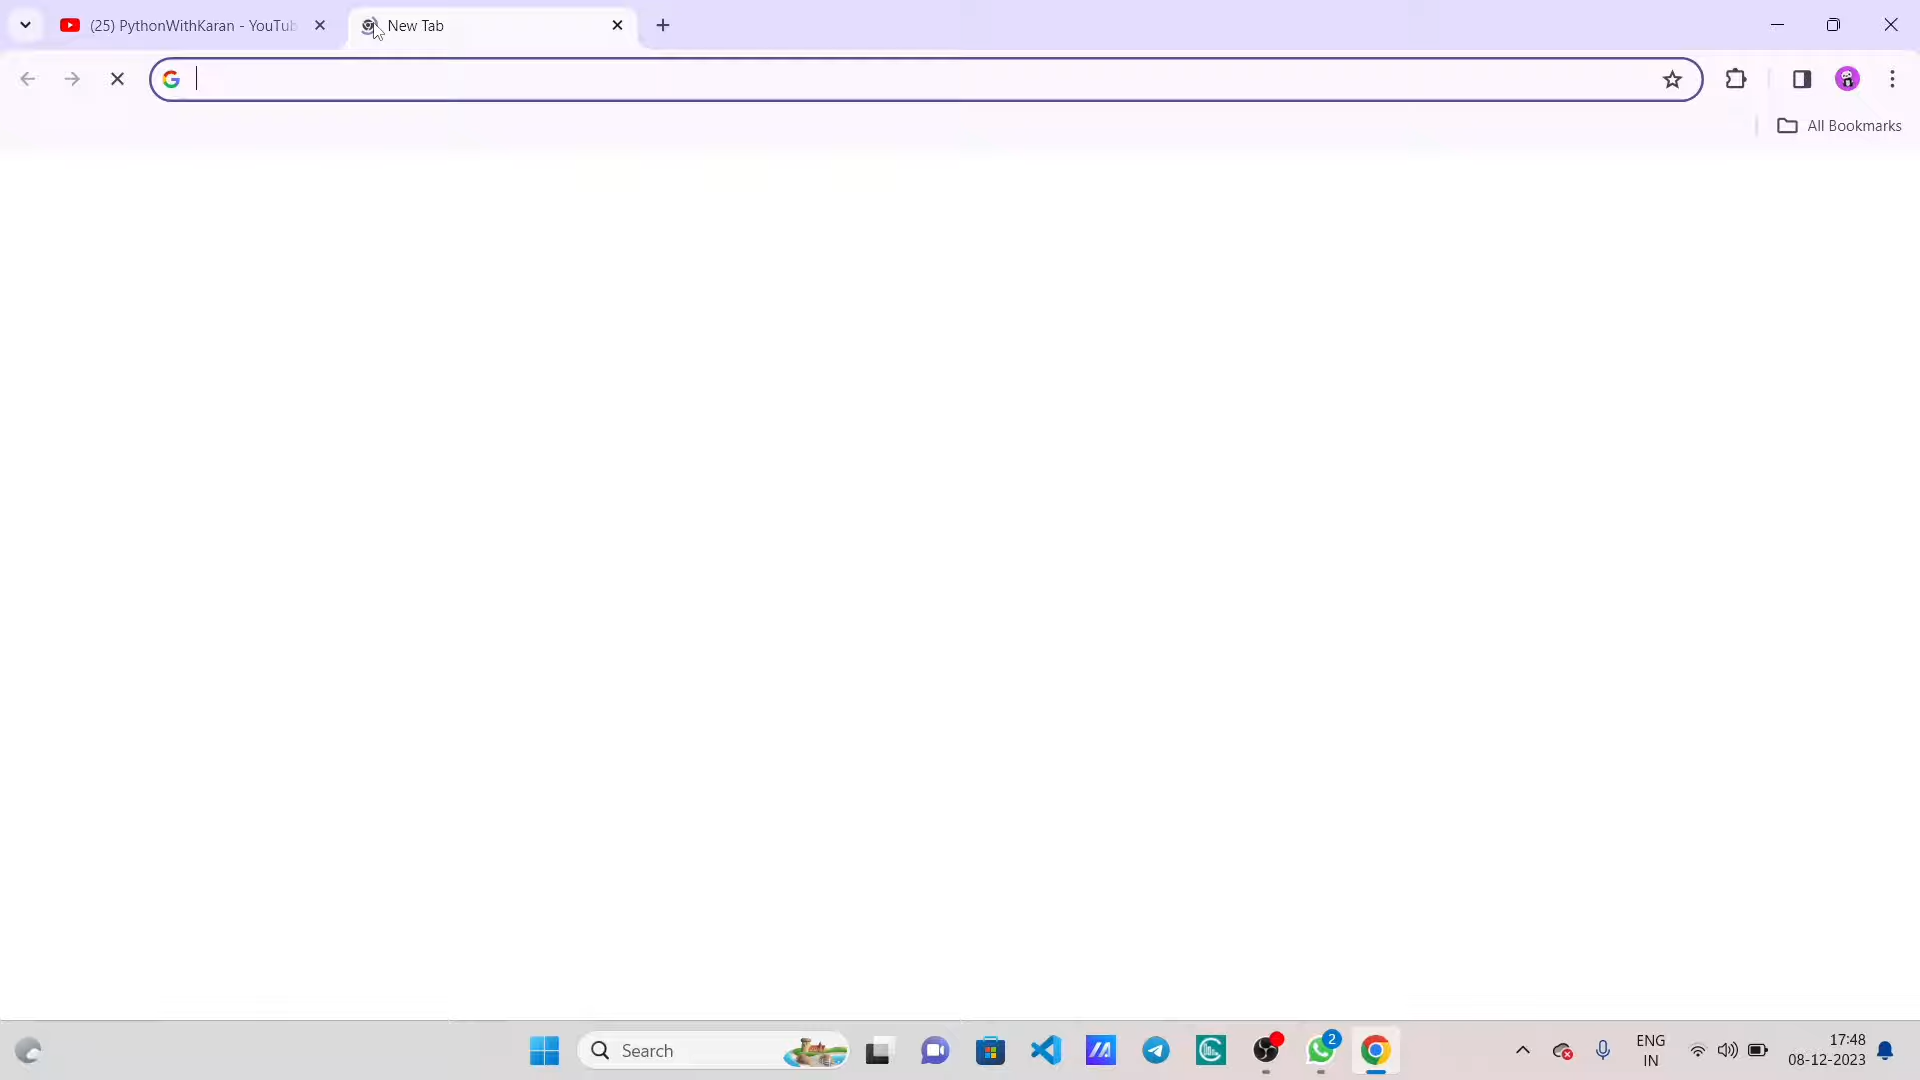 (25) PythonWithKaran - YouTub
New Tab
All Bookmarks
Search
2
ENG
IN
17:48
08-12-2023